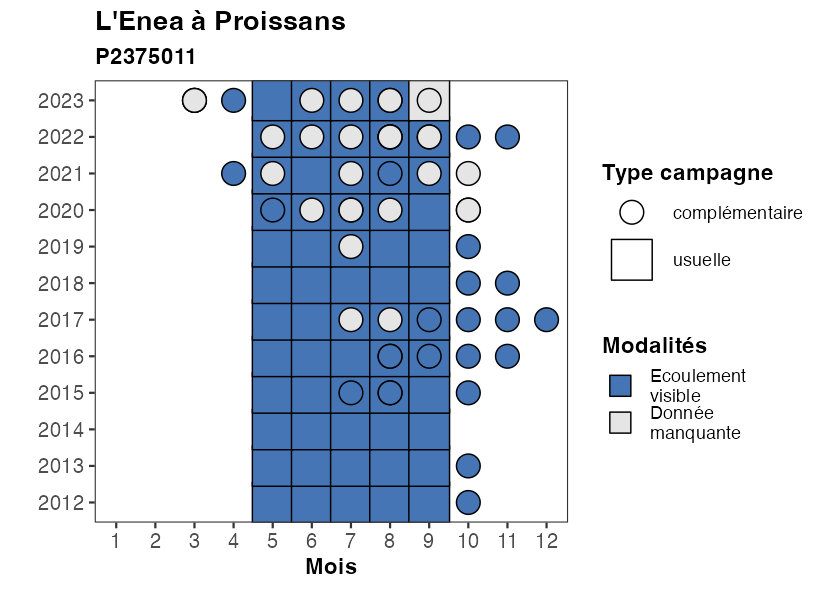 L'Enea à Proissans
P2375011
2023
2022
2021
2020
2019
2018
2017
2016
2015
2014
2013
2012
1 2 3 4 5 6 7 8 9 10 11 12
Mois
Type campagne
complémentaire
usuelle
Modalités
Ecoulement
visible
Donnée
manquante